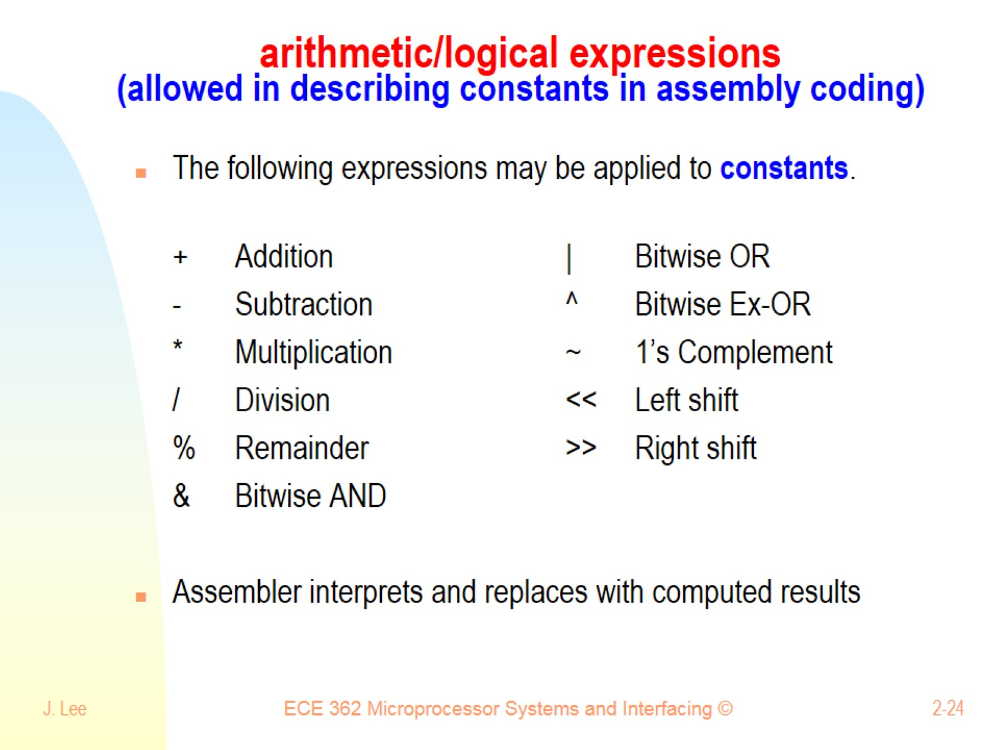 arithmetic/logical expressions
(allowed in describing constants in assembly coding)
The following expressions may be applied to constants.
+ Addition
- Subtraction
* Multiplication
/ Division
% Remainder
& Bitwise AND
| Bitwise OR
^ Bitwise Ex-OR
~ 1’s Complement
<< Left shift
>> Right shift
Assembler interprets and replaces with computed results
J. Lee
ECE 362 Microprocessor Systems and Interfacing ©
2-24